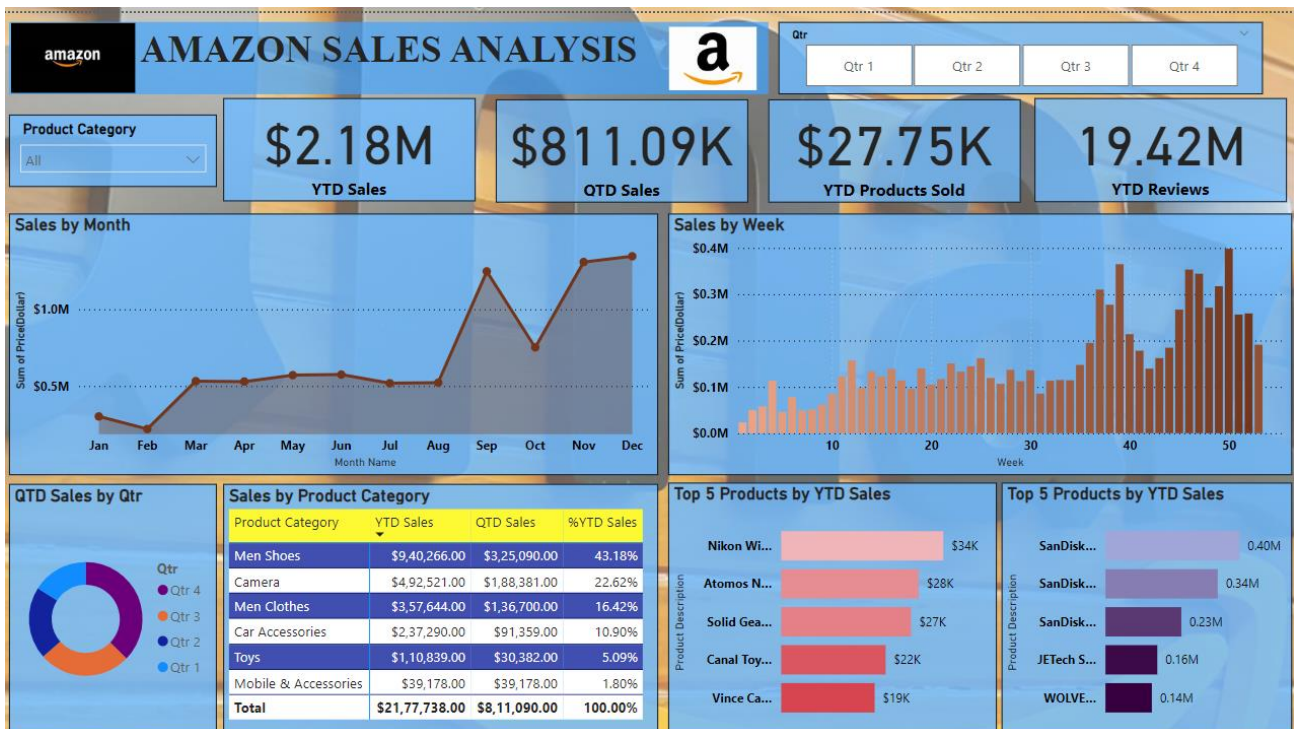 amazon
AMAZON SALES ANALYSIS
a
Qtr
Qtr 1
Qtr 2
Qtr 3
Qtr 4
Product Category
All
$2.18M
YTD Sales
$811.09K
QTD Sales
$27.75K
YTD Products Sold
19.42M
YTD Reviews
Sales by Month
Sum of Price(Dollar)
$1.0M
$0.5M
Jan Feb Mar Apr May Jun Jul Aug Sep Oct Nov Dec
Month Name
Sales by Week
Sum of Price(Dollar)
$0.4M
$0.3M
$0.2M
$0.1M
$0.0M
10 20 30 40 50
Week
QTD Sales by Qtr
Qtr
Qtr 4
Qtr 3
Qtr 2
Qtr 1
Sales by Product Category
Product Category YTD Sales QTD Sales %YTD Sales
Men Shoes $9,40,266.00 $3,25,090.00 43.18%
Camera $4,92,521.00 $1,88,381.00 22.62%
Men Clothes $3,57,644.00 $1,36,700.00 16.42%
Car Accessories $2,37,290.00 $91,359.00 10.90%
Toys $1,10,839.00 $30,382.00 5.09%
Mobile & Accessories $39,178.00 $39,178.00 1.80%
Total $21,77,738.00 $8,11,090.00 100.00%
Top 5 Products by YTD Sales
Product Description
Nikon Wi... $34K
Atomos N... $28K
Solid Gea... $27K
Canal Toy... $22K
Vince Ca... $19K
Top 5 Products by YTD Sales
Product Description
SanDisk... 0.40M
SanDisk... 0.34M
SanDisk... 0.23M
JETech S... 0.16M
WOLVE... 0.14M